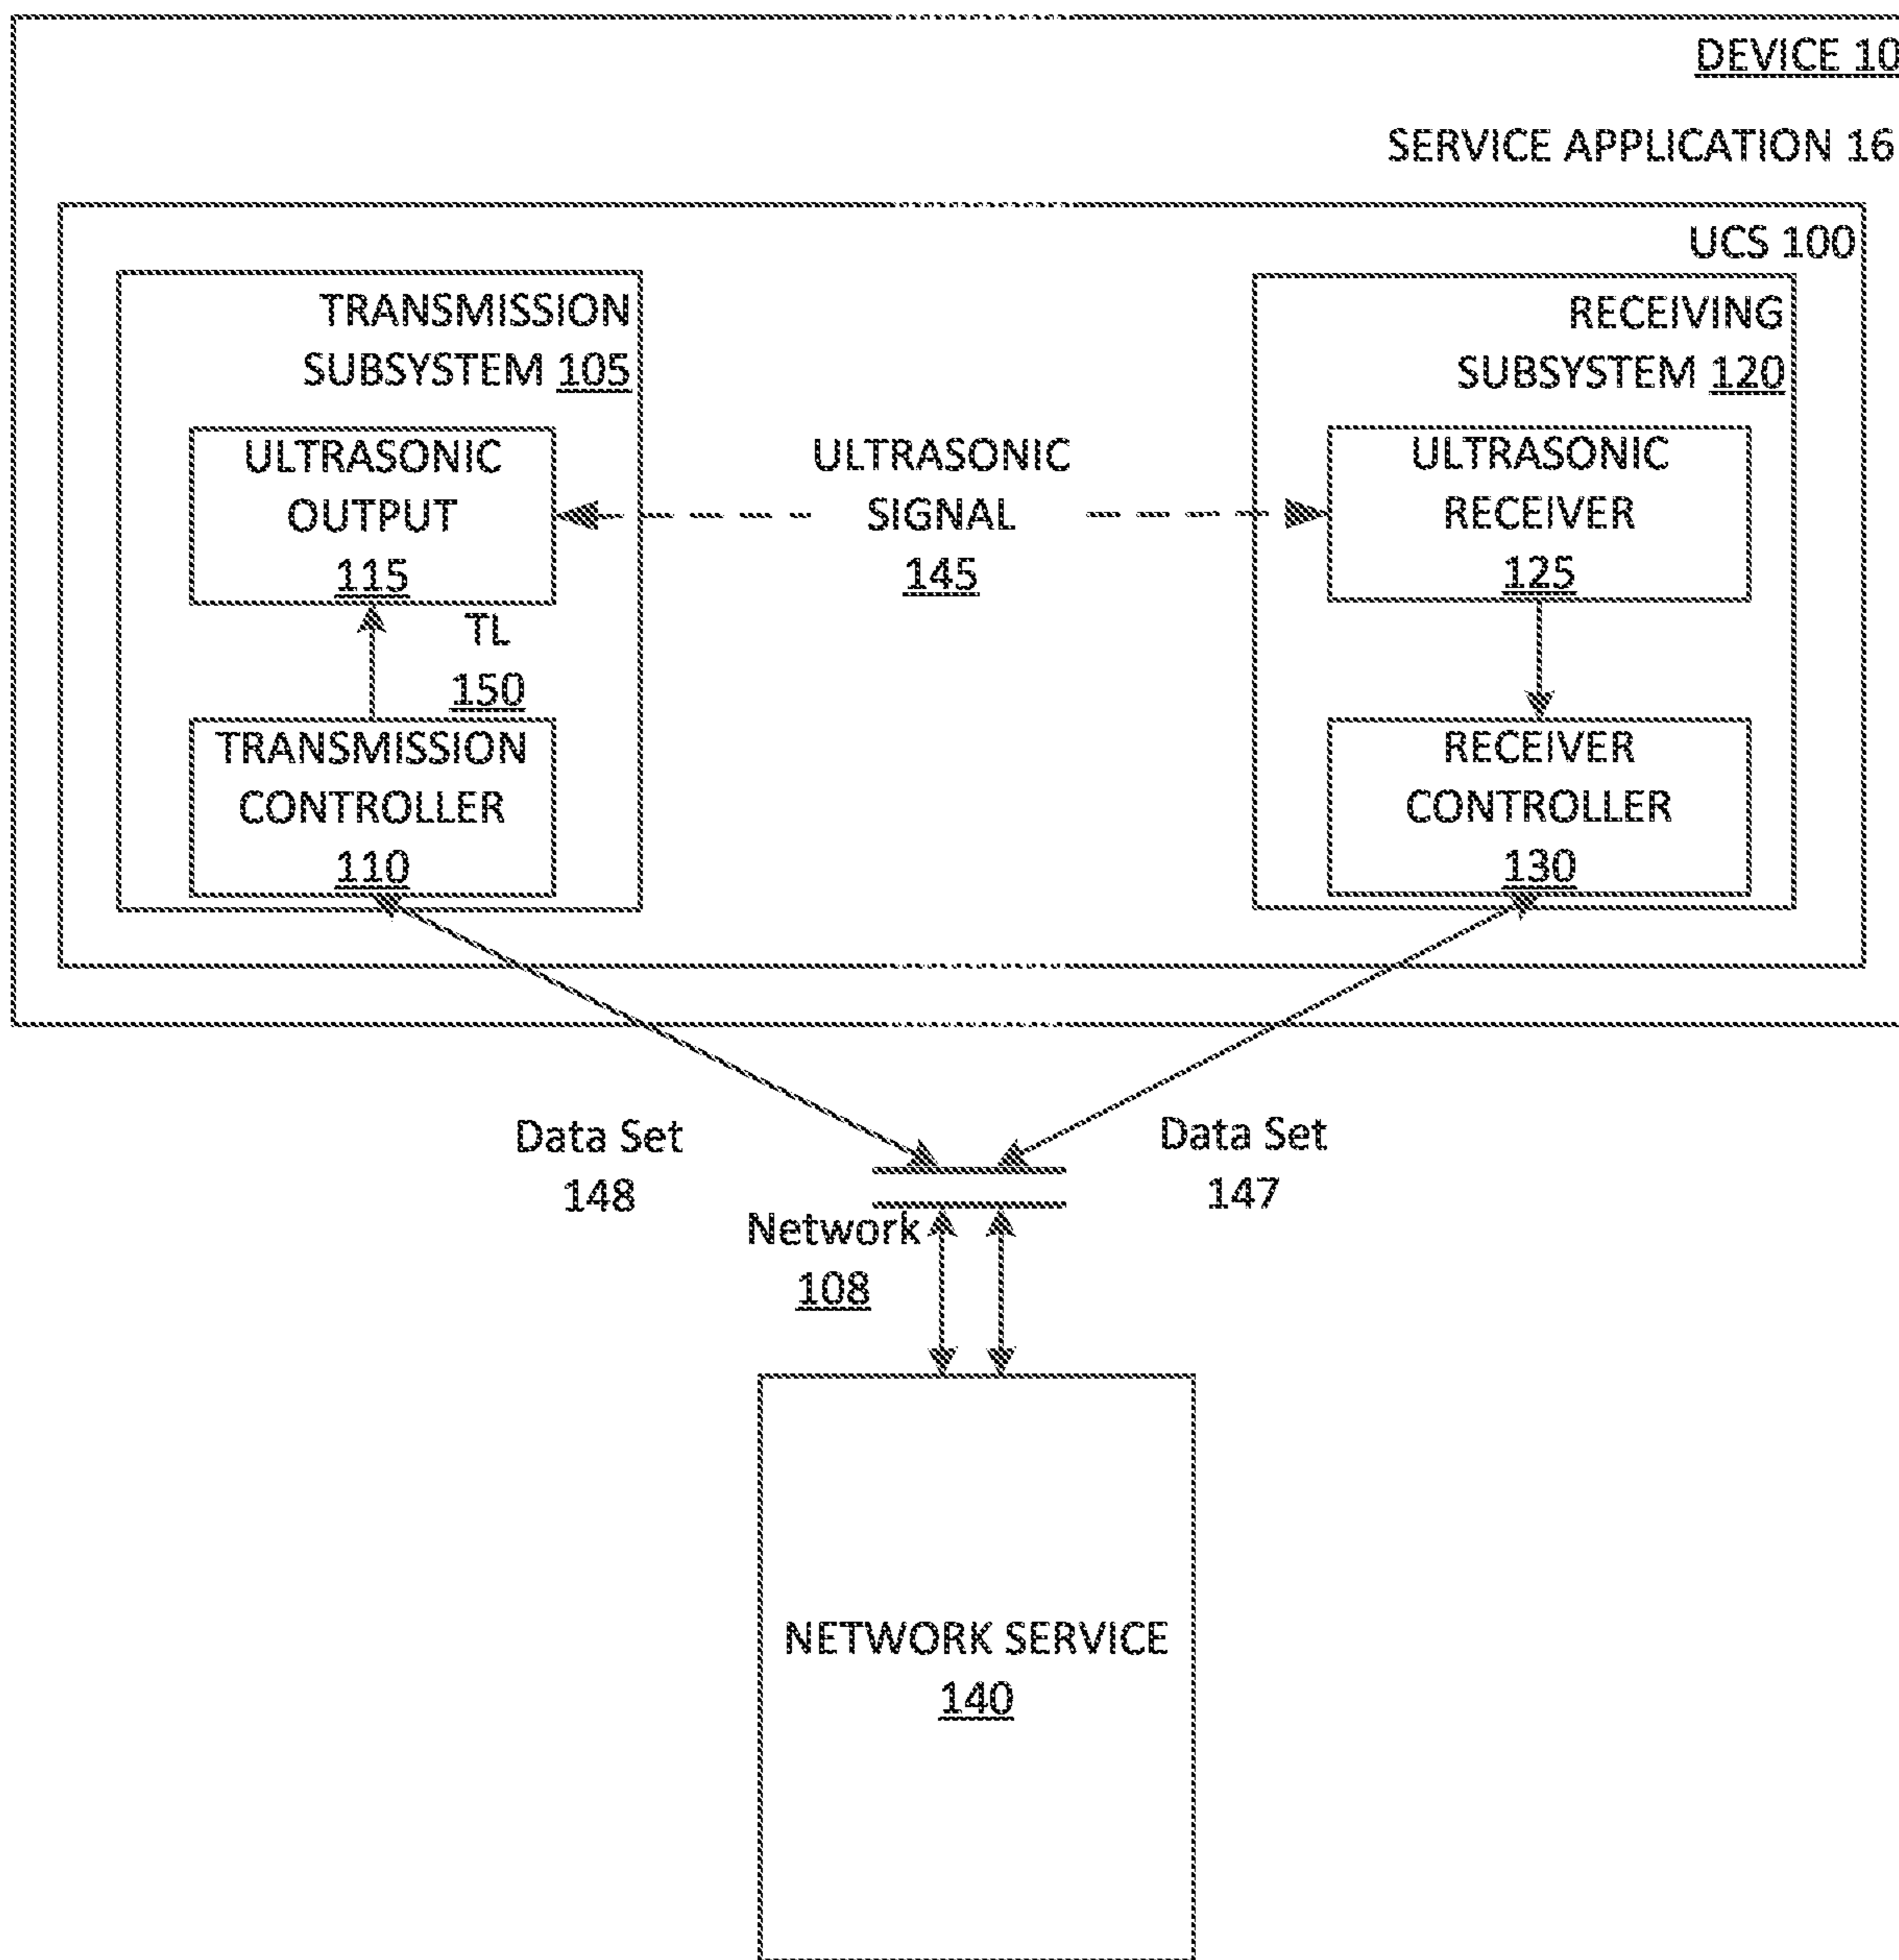 DEVICE 10
SERVICE APPLICATION 16
UCS 100
TRANSMISSION
SUBSYSTEM 105
RECEIVING
SUBSYSTEM 120
ULTRASONIC
OUTPUT
115
ULTRASONIC
SIGNAL
145
ULTRASONIC
RECEIVER
125
TL
150
TRANSMISSION
CONTROLLER
110
RECEIVER
CONTROLLER
130
Data Set
148
Data Set
147
Network
108
NETWORK SERVICE
140